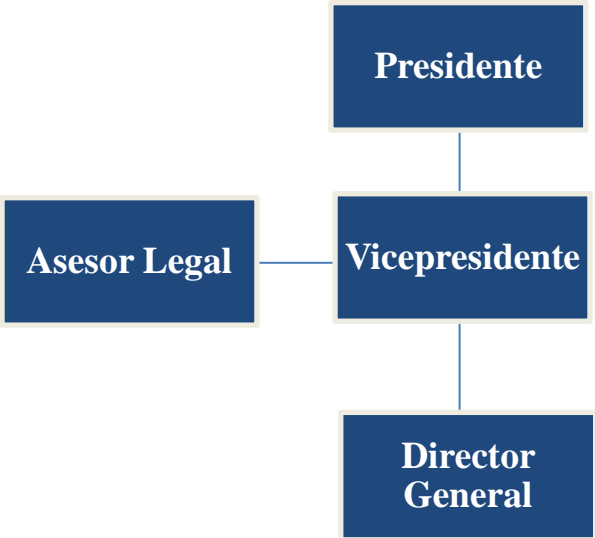 Presidente
Asesor Legal
Vicepresidente
Director
General